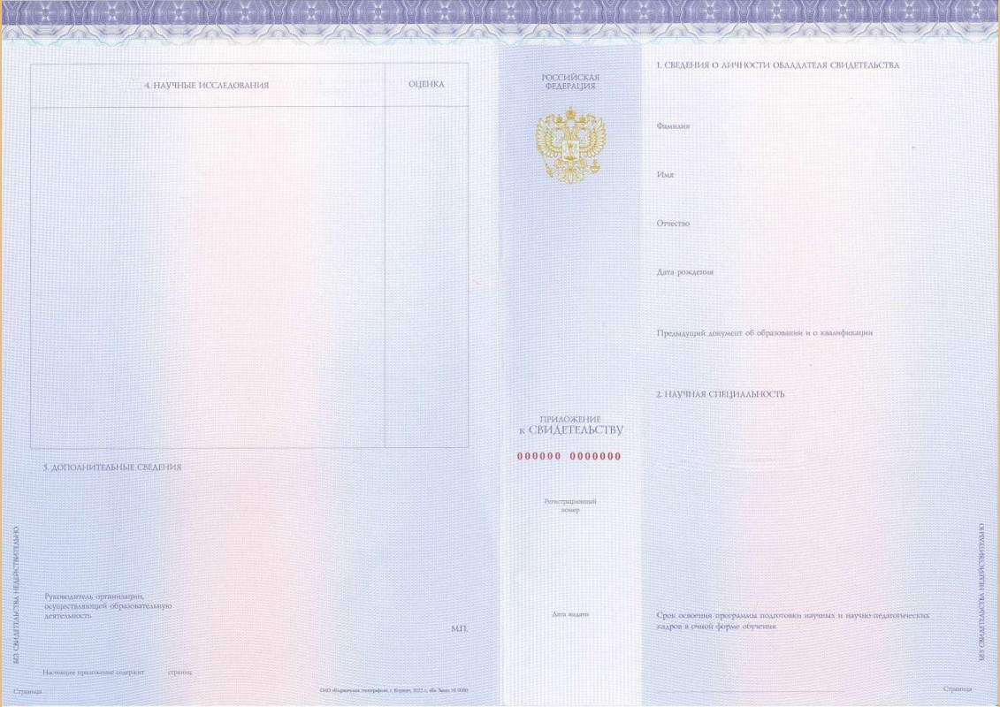 4. НАУЧНЫЕ ИССЛЕДОВАНИЯ
ОЦЕНКА
5. ДОПОЛНИТЕЛЬНЫЕ СВЕДЕНИЯ
Руководитель организации,
осуществляющей образовательную
деятельность
М.П.
Настоящее приложение содержит страниц
Страница
БЕЗ СВИДЕТЕЛЬСТВА НЕДЕЙСТВИТЕЛЬНО
РОССИЙСКАЯ
ФЕДЕРАЦИЯ
ПРИЛОЖЕНИЕ
к СВИДЕТЕЛЬСТВУ
000000 0000000
Регистрационный
номер
Дата выдачи
1. СВЕДЕНИЯ О ЛИЧНОСТИ ОБЛАДАТЕЛЯ СВИДЕТЕЛЬСТВА
Фамилия
Имя
Отчество
Дата рождения
Предыдущий документ об образовании и о квалификации
2. НАУЧНАЯ СПЕЦИАЛЬНОСТЬ
Срок освоения программы подготовки научных и научно-педагогических
кадров в очной форме обучения
Страница
БЕЗ СВИДЕТЕЛЬСТВА НЕДЕЙСТВИТЕЛЬНО